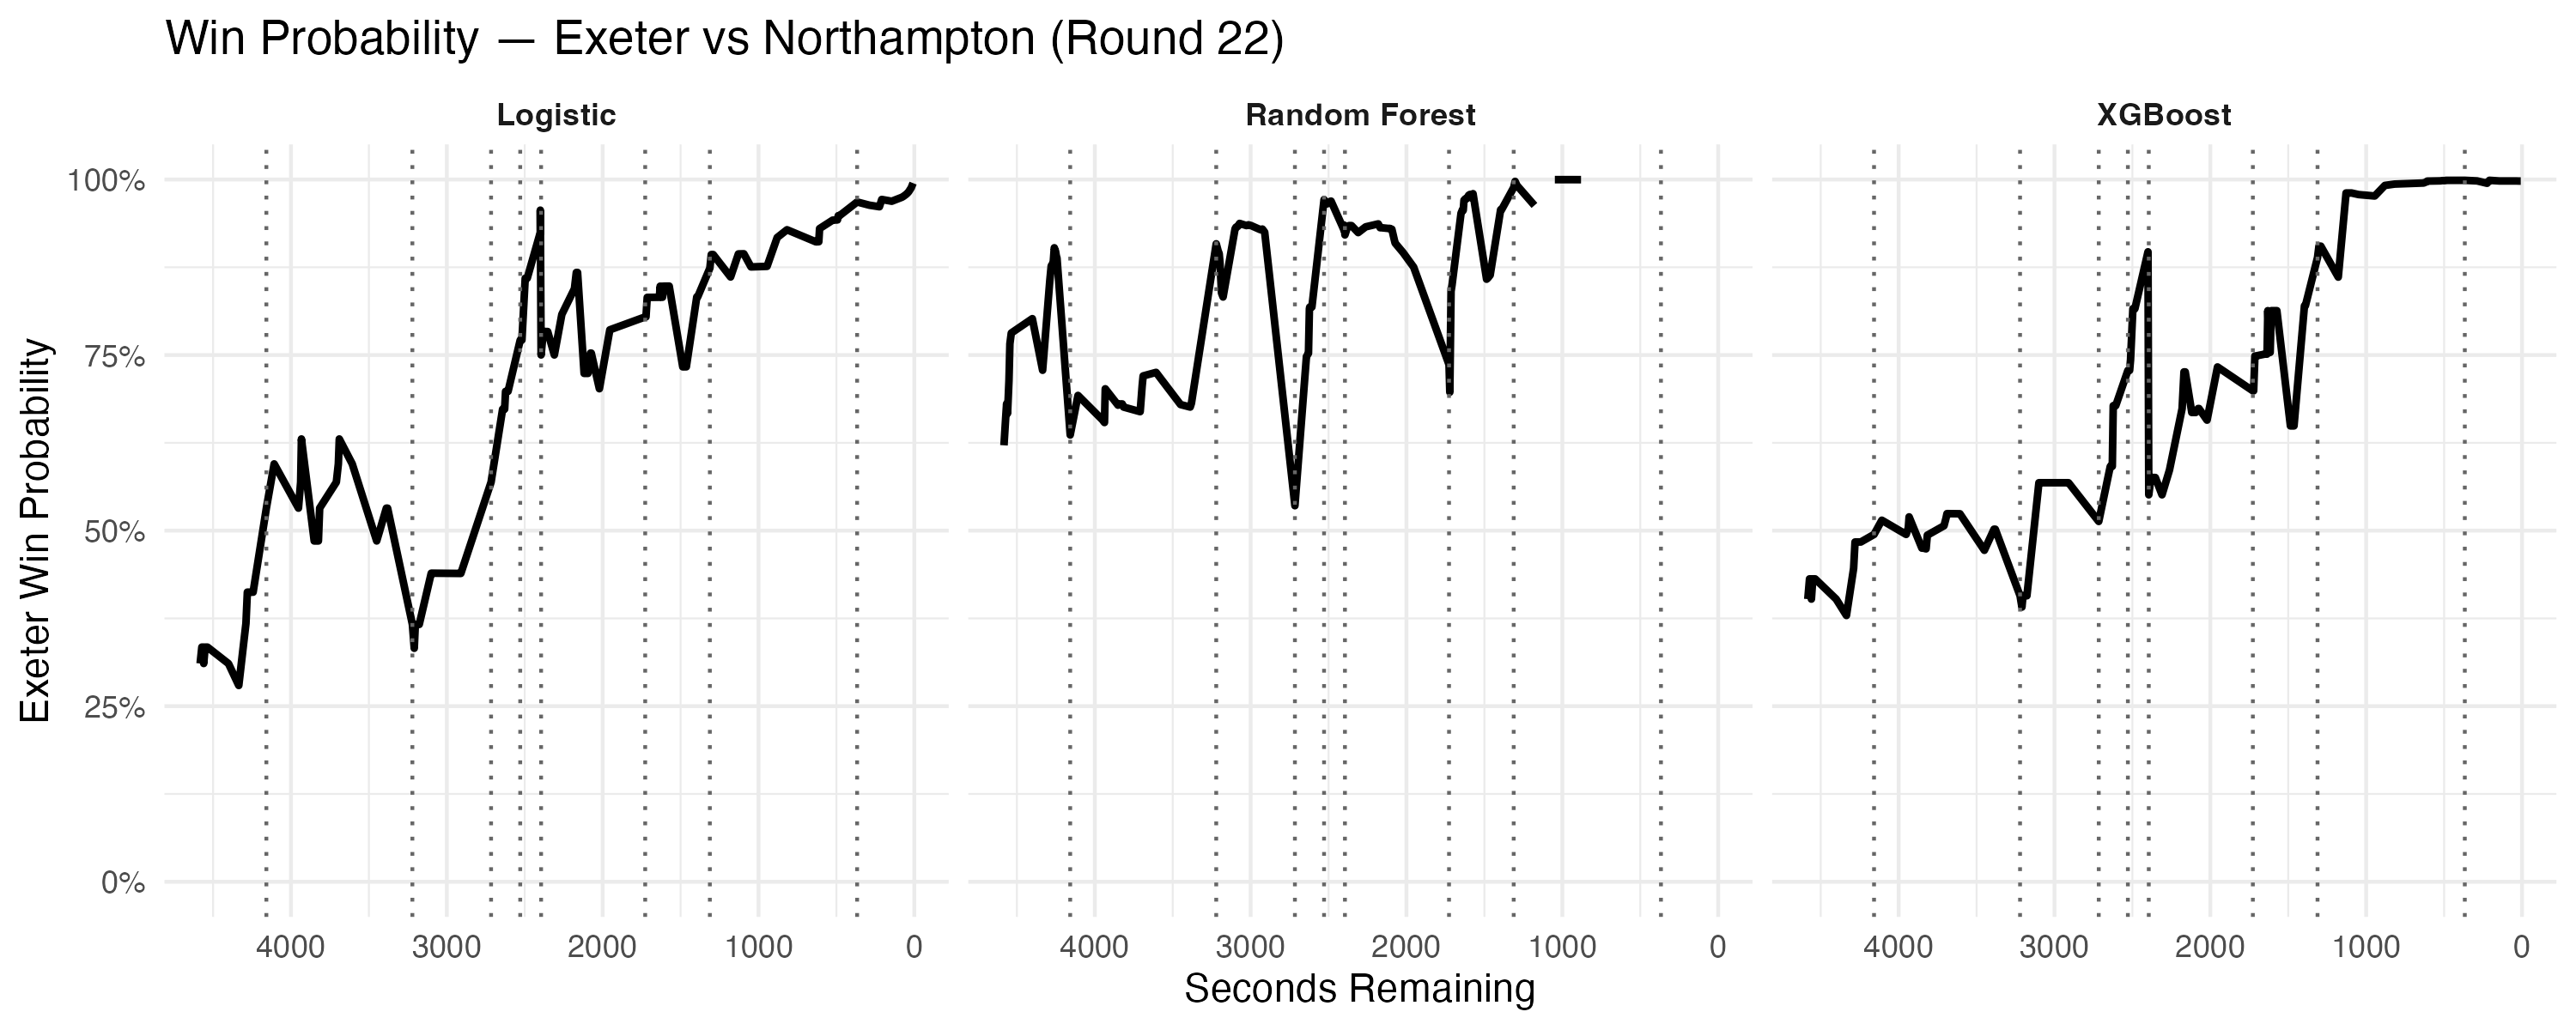 Win Probability — Exeter vs Northampton (Round 22)
Logistic Random Forest XGBoost
100%
75%
50%
25%
0%
Exeter Win Probability
4000 3000 2000 1000 0 4000 3000 2000 1000 0 4000 3000 2000 1000 0
Seconds Remaining